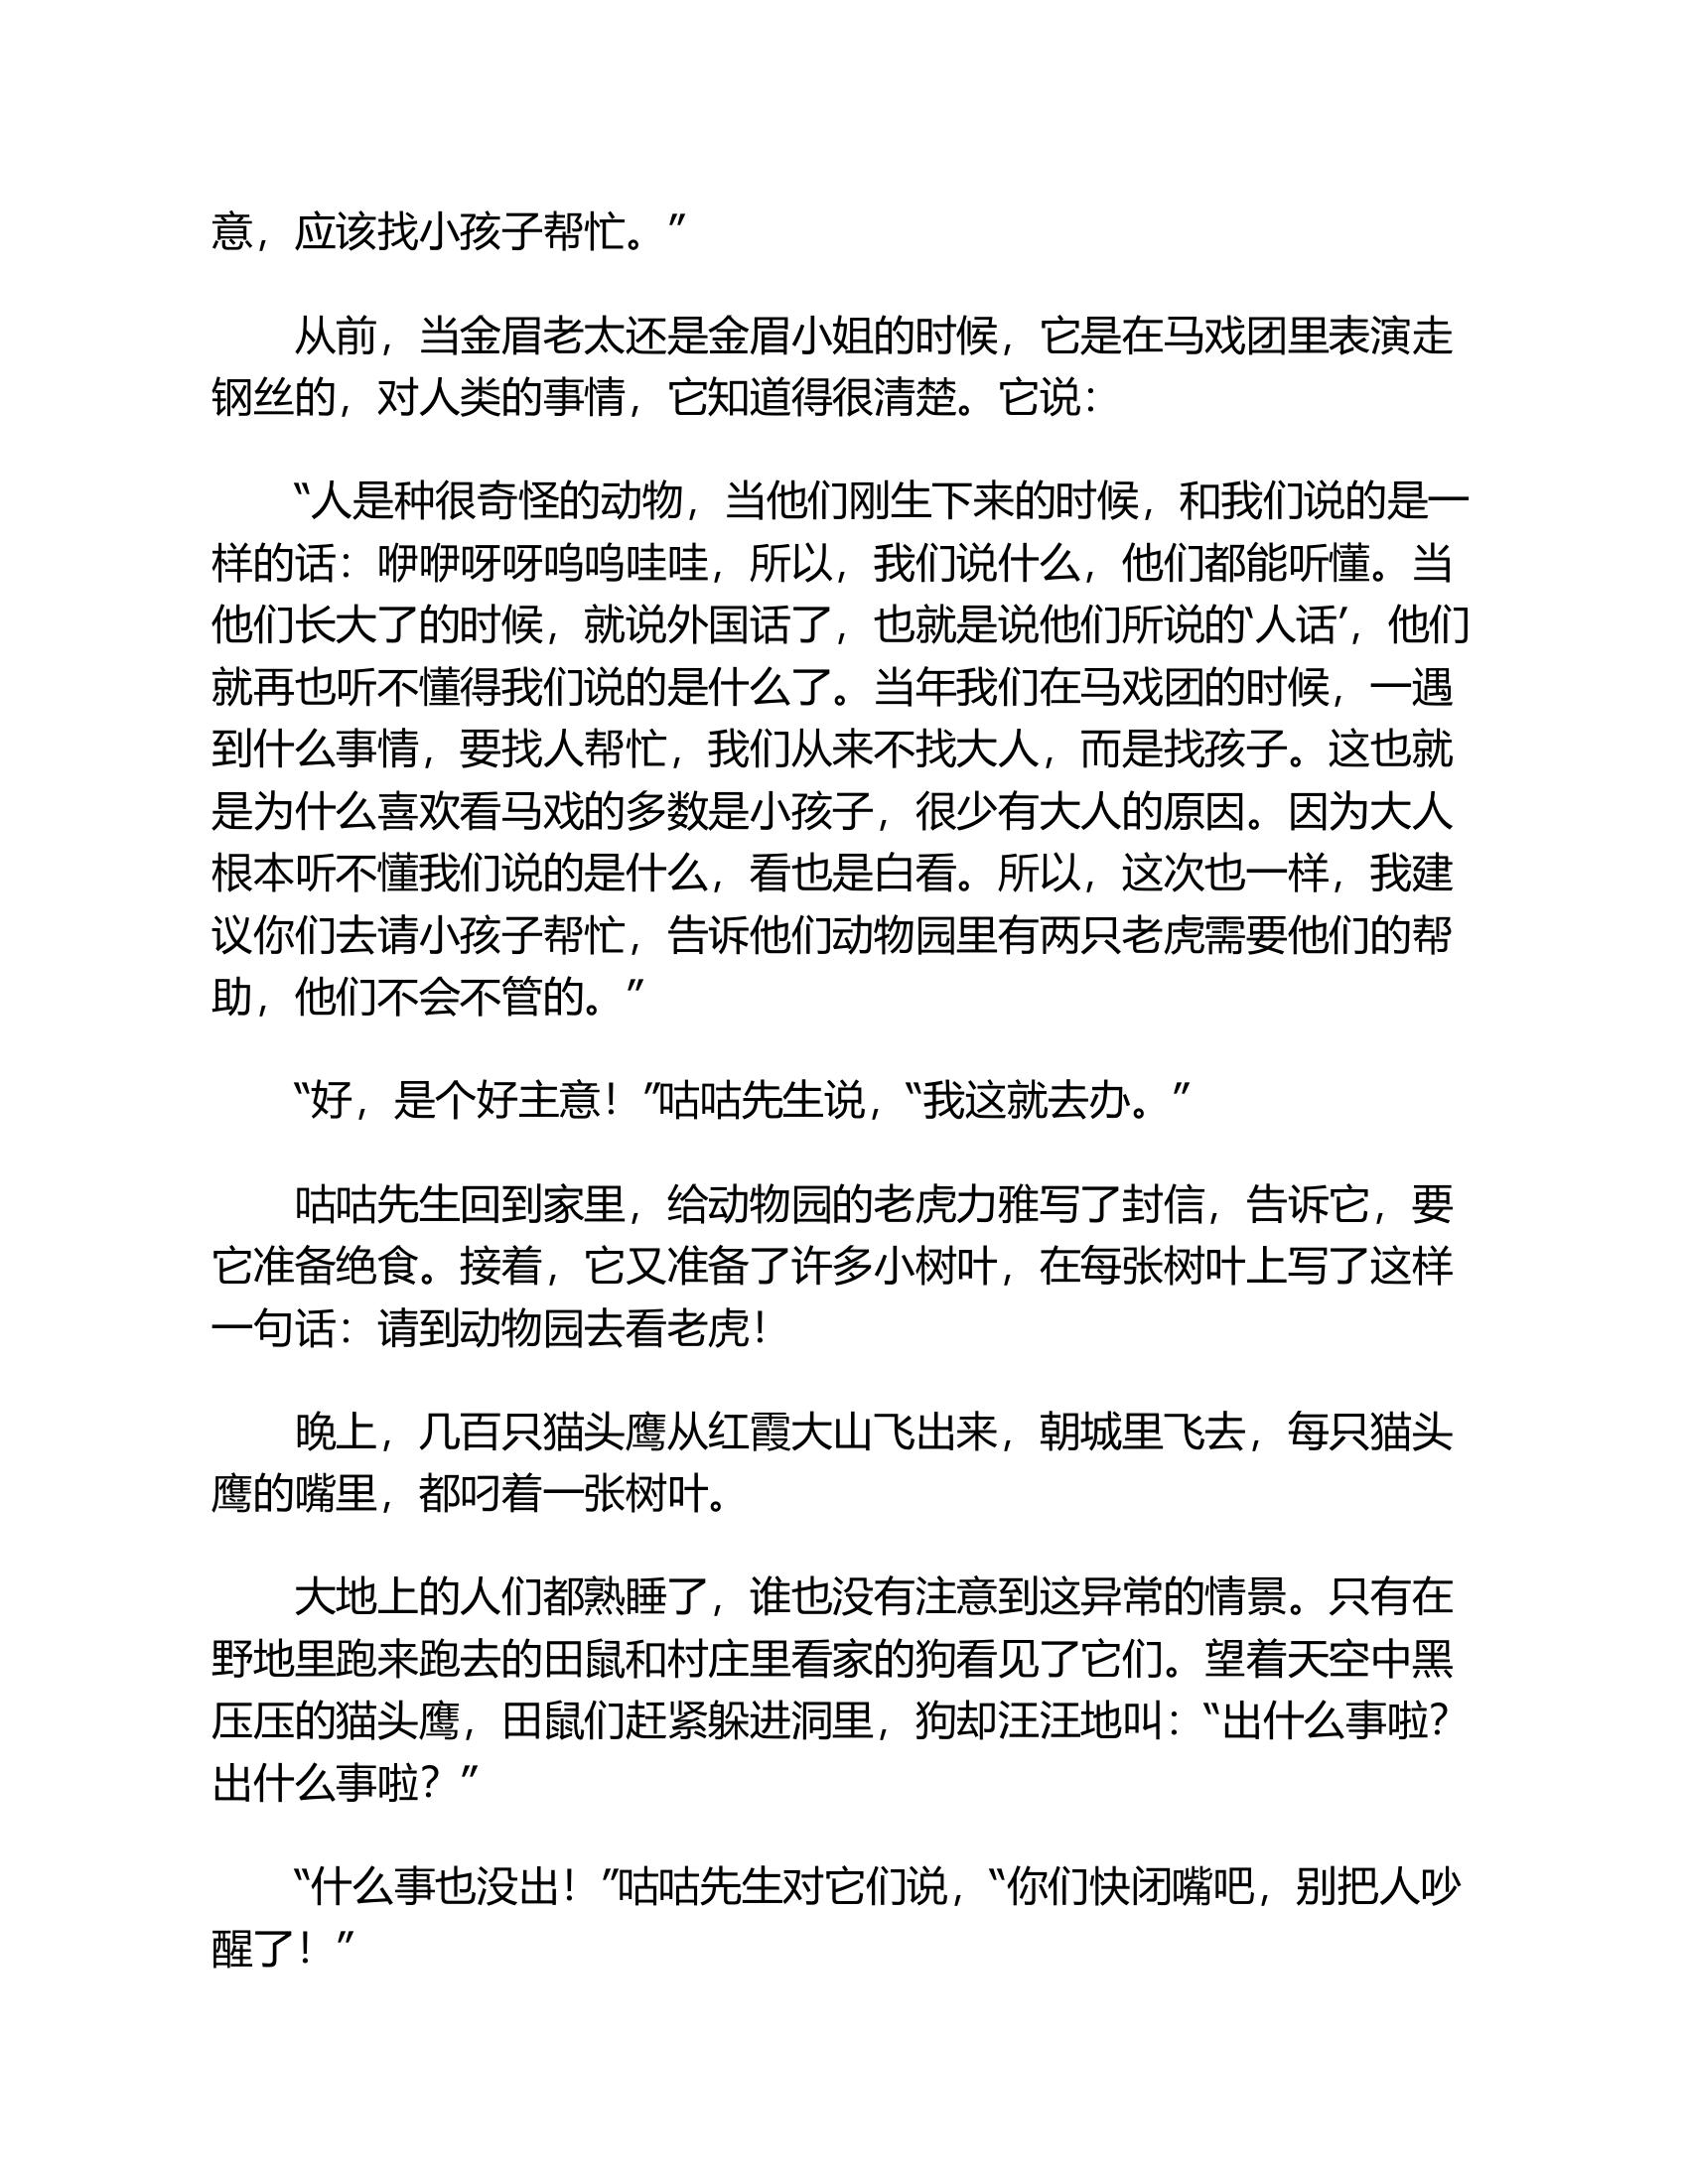 意，应该找小孩子帮忙。”
从前，当金眉老太还是金眉小姐的时候，它是在马戏团里表演走
钢丝的，对人类的事情，它知道得很清楚。它说：
“人是种很奇怪的动物，当他们刚生下来的时候，和我们说的是一
样的话：咿咿呀呀呜呜哇哇，所以，我们说什么，他们都能听懂。当
他们长大了的时候，就说外国话了，也就是说他们所说的‘人话’，他们
就再也听不懂得我们说的是什么了。当年我们在马戏团的时候，一遇
到什么事情，要找人帮忙，我们从来不找大人，而是找孩子。这也就
是为什么喜欢看马戏的多数是小孩子，很少有大人的原因。因为大人
根本听不懂我们说的是什么，看也是白看。所以，这次也一样，我建
议你们去请小孩子帮忙，告诉他们动物园里有两只老虎需要他们的帮
助，他们不会不管的。”
“好，是个好主意！”咕咕先生说，“我这就去办。”
咕咕先生回到家里，给动物园的老虎力雅写了封信，告诉它，要
它准备绝食。接着，它又准备了许多小树叶，在每张树叶上写了这样
一句话：请到动物园去看老虎！
晚上，几百只猫头鹰从红霞大山飞出来，朝城里飞去，每只猫头
鹰的嘴里，都叼着一张树叶。
大地上的人们都熟睡了，谁也没有注意到这异常的情景。只有在
野地里跑来跑去的田鼠和村庄里看家的狗看见了它们。望着天空中黑
压压的猫头鹰，田鼠们赶紧躲进洞里，狗却汪汪地叫：“出什么事啦？
出什么事啦？”
“什么事也没出！”咕咕先生对它们说，“你们快闭嘴吧，别把人吵
醒了！”